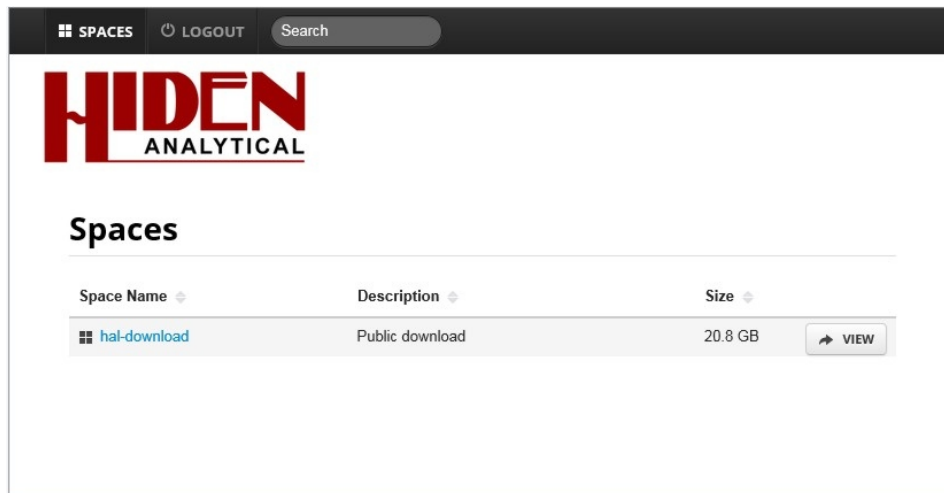 SPACES LOGOUT Search
HIDEN
ANALYTICAL
Spaces
Space Name Description Size
hal-download Public download 20.8 GB VIEW